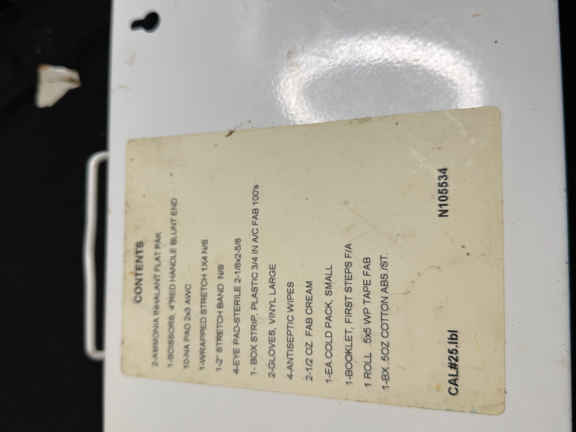 CONTENTS
2-AMMONIA INHALANT FLAT PAK
1-SCISSORS, 4"RED HANDLE BLUNT END
10-NA PAD 2x3 AWC
1-WRAPPED STRETCH 1X4 N/S
1-2" STRETCH BAND N/S
4-EYE PAD-STERILE 2-1/8x2-5/8
1- BOX STRIP, PLASTIC 3/4 IN A/C FAB 100's
2-GLOVES, VINYL LARGE
4-ANTISEPTIC WIPES
2-1/2 OZ FAB CREAM
1-EA COLD PACK, SMALL
1-BOOKLET, FIRST STEPS F/A
1 ROLL .5x5 WP TAPE FAB
1-BX .5OZ COTTON ABS /ST.
CAL#25.lbl N105534